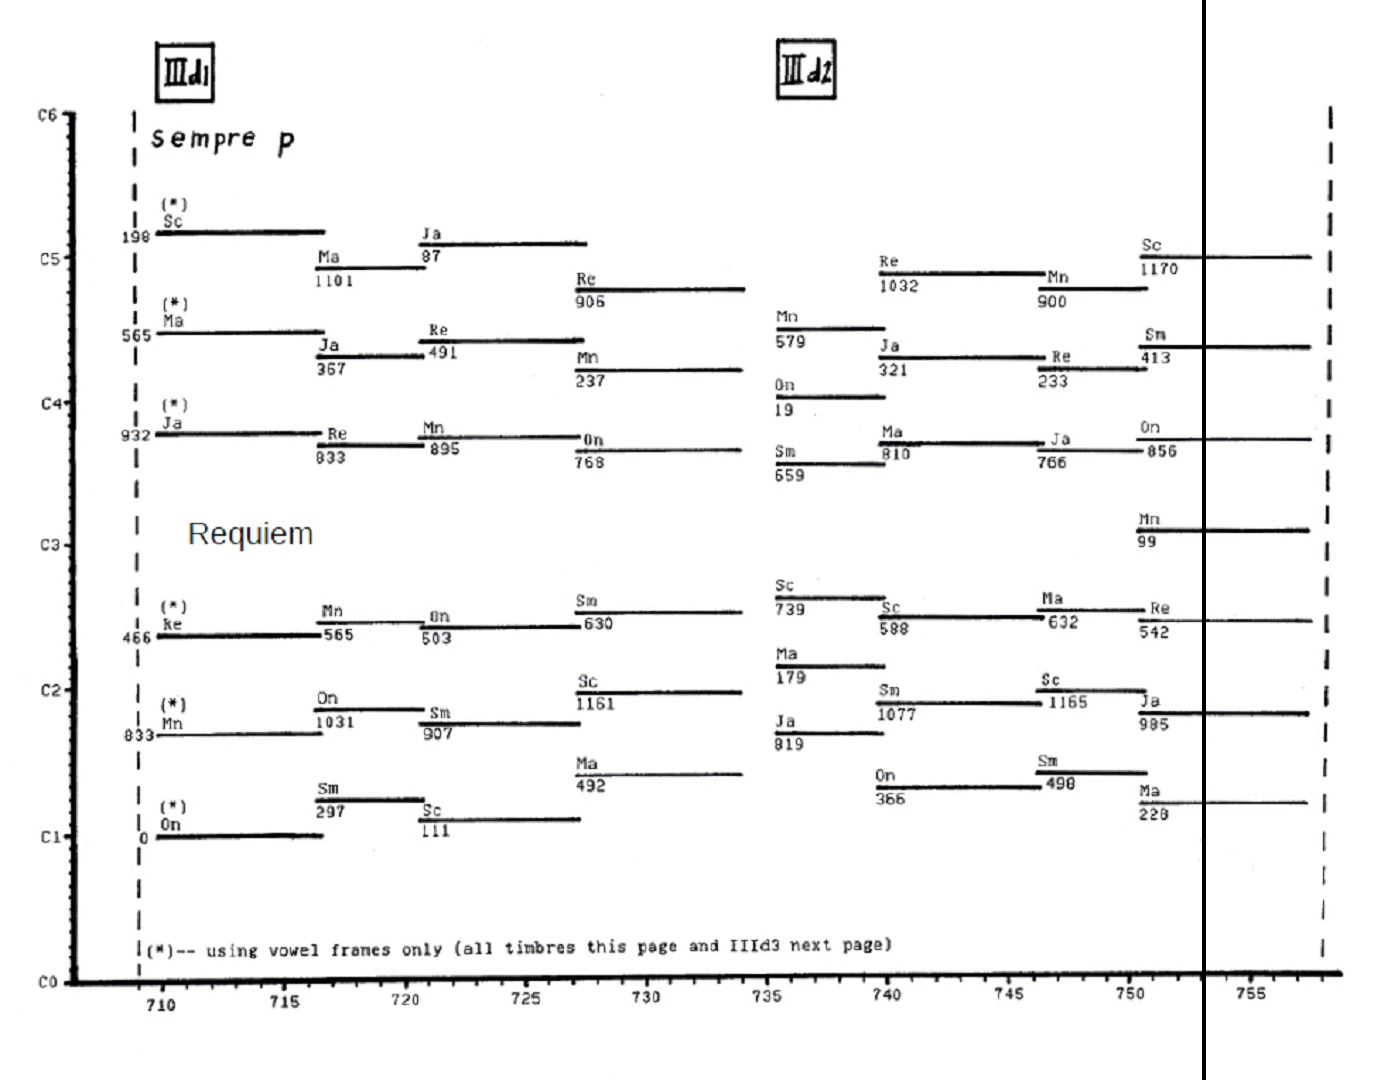 IIId1
IIId2
C6
sempre p
(*)
Sc
198
Ja
87
C5
Ma
1101
Re
906
Re
1032
Mn
900
Sc
1170
(*)
Ma
565
Ja
367
Re
491
Mn
237
Mn
579
Ja
321
Re
233
Sm
413
C4
(*)
Ja
932
Re
833
Mn
895
On
768
On
19
Sm
659
Ma
810
Ja
766
On
856
Requiem
C3
Mn
99
(*)
Re
466
Mn
565
On
503
Sm
630
Sc
739
Sc
588
Ma
632
Re
542
C2
(*)
Mn
833
On
1031
Sm
907
Sc
1161
Ma
179
Ja
819
Sm
1077
Sc
1165
Ja
985
C1
(*)
On
0
Sm
297
Sc
111
Ma
492
On
366
Sm
498
Ma
228
(*)-- using vowel frames only (all timbres this page and IIId3 next page)
C0
710 715 720 725 730 735 740 745 750 755